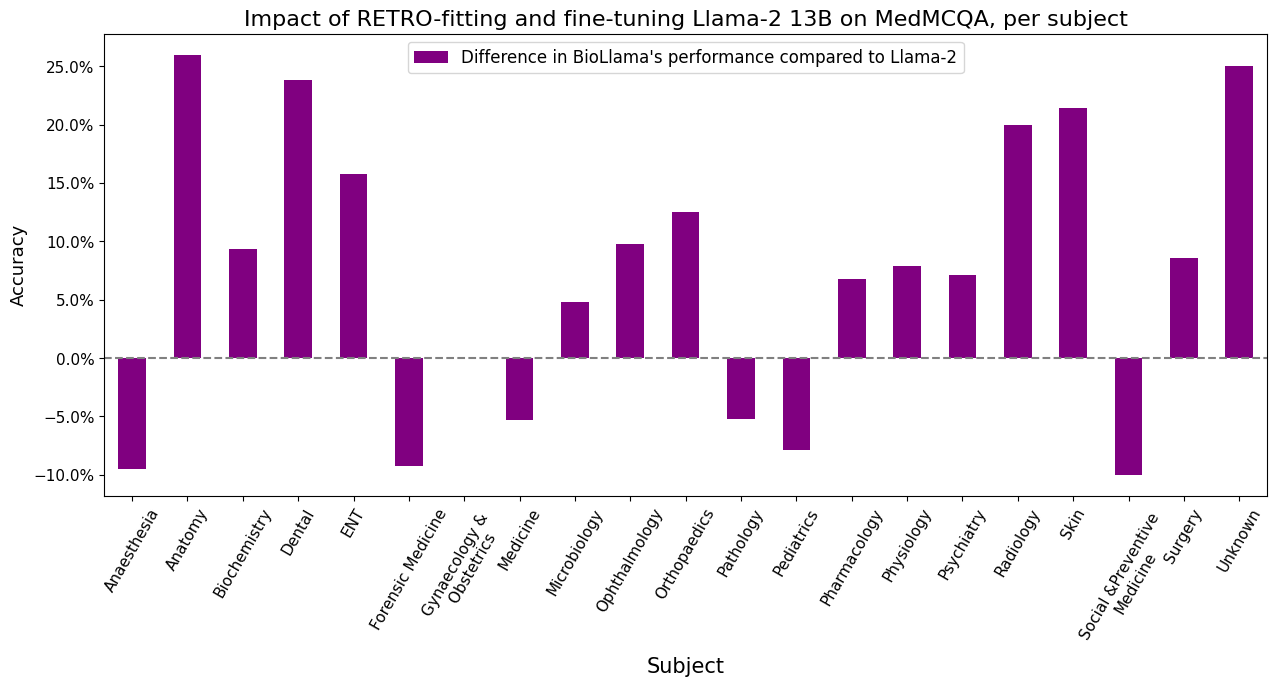 Impact of RETRO-fitting and fine-tuning Llama-2 13B on MedMCQA, per subject
Difference in BioLlama's performance compared to Llama-2
Accuracy
25.0%
20.0%
15.0%
10.0%
5.0%
0.0%
−5.0%
−10.0%
Anaesthesia
Anatomy
Biochemistry
Dental
ENT
Forensic Medicine
Gynaecology &
Obstetrics
Medicine
Microbiology
Ophthalmology
Orthopaedics
Pathology
Pediatrics
Pharmacology
Physiology
Psychiatry
Radiology
Skin
Social &Preventive
Medicine
Surgery
Unknown
Subject